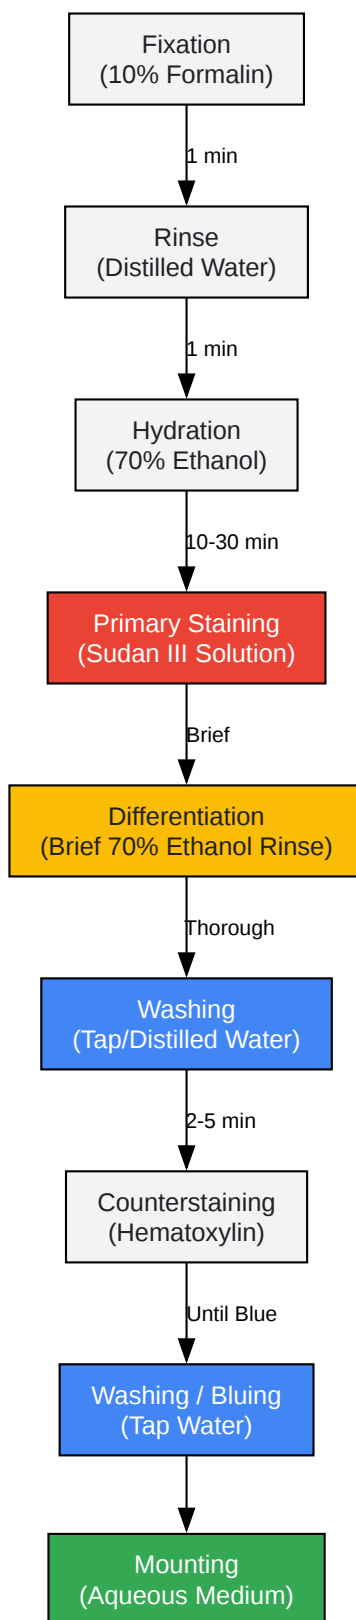 Fixation
(10% Formalin)
1 min
Rinse
(Distilled Water)
1 min
Hydration
(70% Ethanol)
10-30 min
Primary Staining
(Sudan III Solution)
Brief
Differentiation
(Brief 70% Ethanol Rinse)
Thorough
Washing
(Tap/Distilled Water)
2-5 min
Counterstaining
(Hematoxylin)
Until Blue
Washing / Bluing
(Tap Water)
Mounting
(Aqueous Medium)